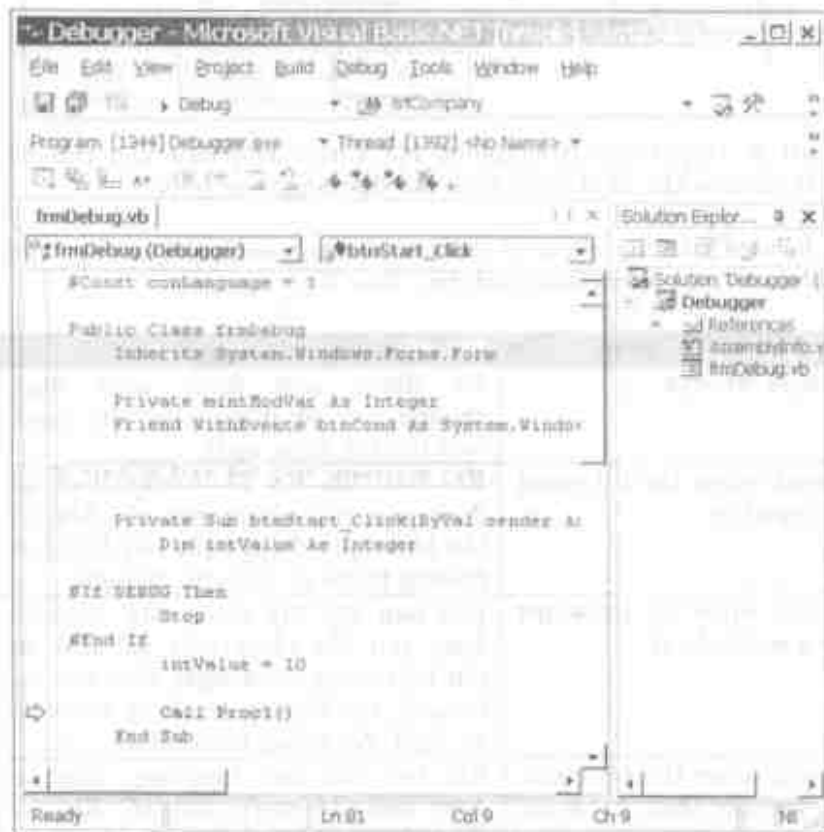 - Debugger - Microsoft Visual Basic .NET
File Edit View Project Build Debug Tools Window Help
Debug strCompany
Program [1344] Debugger.exe Thread [1392] <No Name>
frmDebug.vb
frmDebug (Debugger) btnStart_Click
#Const conLanguage = 1
Public Class frmDebug
Inherits System.Windows.Forms.Form
Private mintModVar As Integer
Friend WithEvents btnCond As System.Window
Private Sub btnStart_Click(ByVal sender As
Dim intValue As Integer
#If DEBUG Then
Stop
#End If
intValue = 10
Call Proc1()
End Sub
Solution Explor...
Solution 'Debugger' (
Debugger
References
AssemblyInfo.v
frmDebug.vb
Ready Ln 81 Col 9 Ch 9